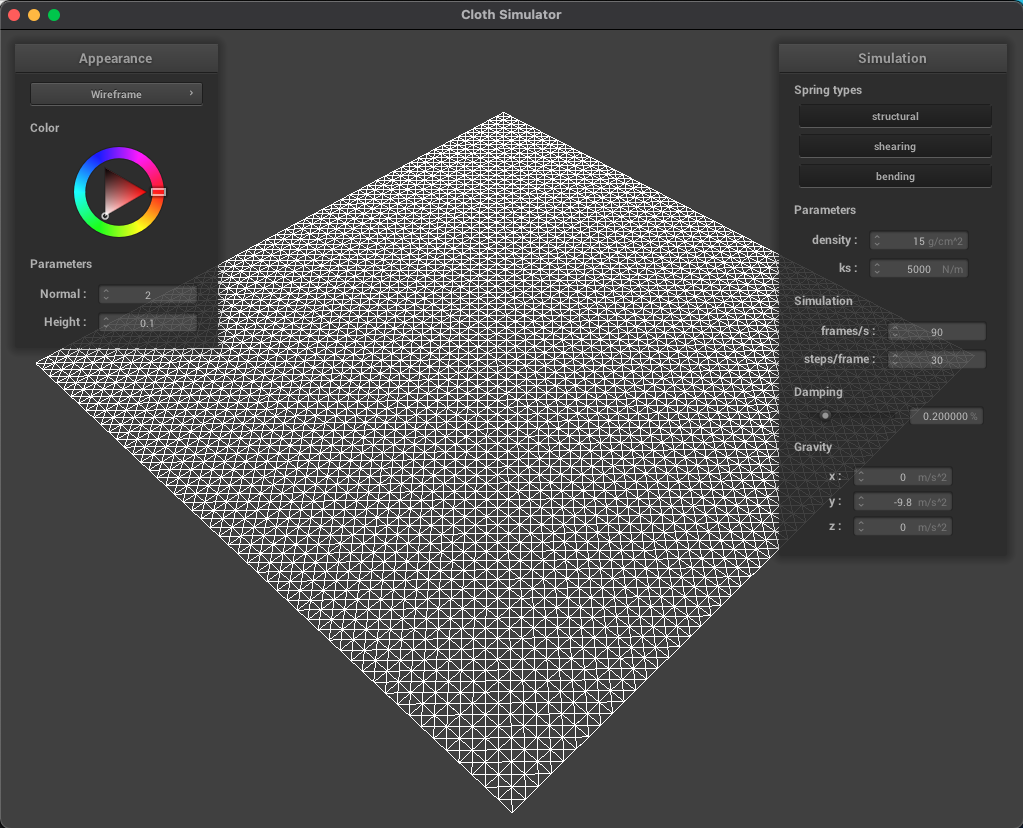 Cloth Simulator
Appearance
Wireframe
Color
Parameters
Normal : 2
Height : 0.1
Simulation
Spring types
structural
shearing
bending
Parameters
density : 15 g/cm^2
ks : 5000 N/m
Simulation
frames/s : 90
steps/frame : 30
Damping
0.200000 %
Gravity
x : 0 m/s^2
y : -9.8 m/s^2
z : 0 m/s^2